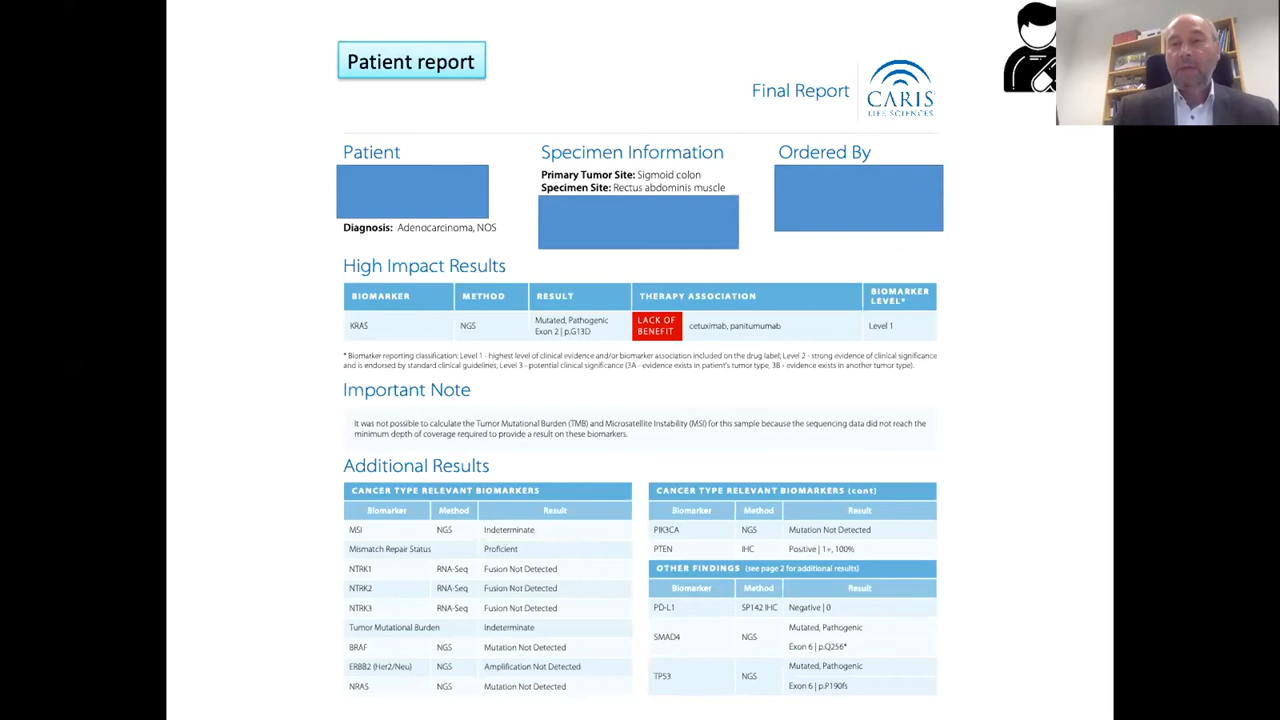 Patient report
Final Report
CARIS
LIFE SCIENCES
Patient
Specimen Information
Ordered By
Primary Tumor Site: Sigmoid colon
Specimen Site: Rectus abdominis muscle
Diagnosis: Adenocarcinoma, NOS
High Impact Results
BIOMARKER METHOD RESULT THERAPY ASSOCIATION BIOMARKER LEVEL*
KRAS NGS Mutated, Pathogenic
Exon 2 | p.G13D
LACK OF
BENEFIT
cetuximab, panitumumab Level 1
* Biomarker reporting classification: Level 1 - highest level of clinical evidence and/or biomarker association included on the drug label; Level 2 - strong evidence of clinical significance
and is endorsed by standard clinical guidelines; Level 3 - potential clinical significance (3A - evidence exists in patient's tumor type, 3B - evidence exists in another tumor type).
Important Note
It was not possible to calculate the Tumor Mutational Burden (TMB) and Microsatellite Instability (MSI) for this sample because the sequencing data did not reach the
minimum depth of coverage required to provide a result on these biomarkers.
Additional Results
CANCER TYPE RELEVANT BIOMARKERS
Biomarker Method Result
MSI NGS Indeterminate
Mismatch Repair Status Proficient
NTRK1 RNA-Seq Fusion Not Detected
NTRK2 RNA-Seq Fusion Not Detected
NTRK3 RNA-Seq Fusion Not Detected
Tumor Mutational Burden Indeterminate
BRAF NGS Mutation Not Detected
ERBB2 (Her2/Neu) NGS Amplification Not Detected
NRAS NGS Mutation Not Detected
CANCER TYPE RELEVANT BIOMARKERS (cont)
Biomarker Method Result
PIK3CA NGS Mutation Not Detected
PTEN IHC Positive | 1+, 100%
OTHER FINDINGS (see page 2 for additional results)
Biomarker Method Result
PD-L1 SP142 IHC Negative | 0
SMAD4 NGS Mutated, Pathogenic
Exon 6 | p.Q256*
TP53 NGS Mutated, Pathogenic
Exon 6 | p.P190fs